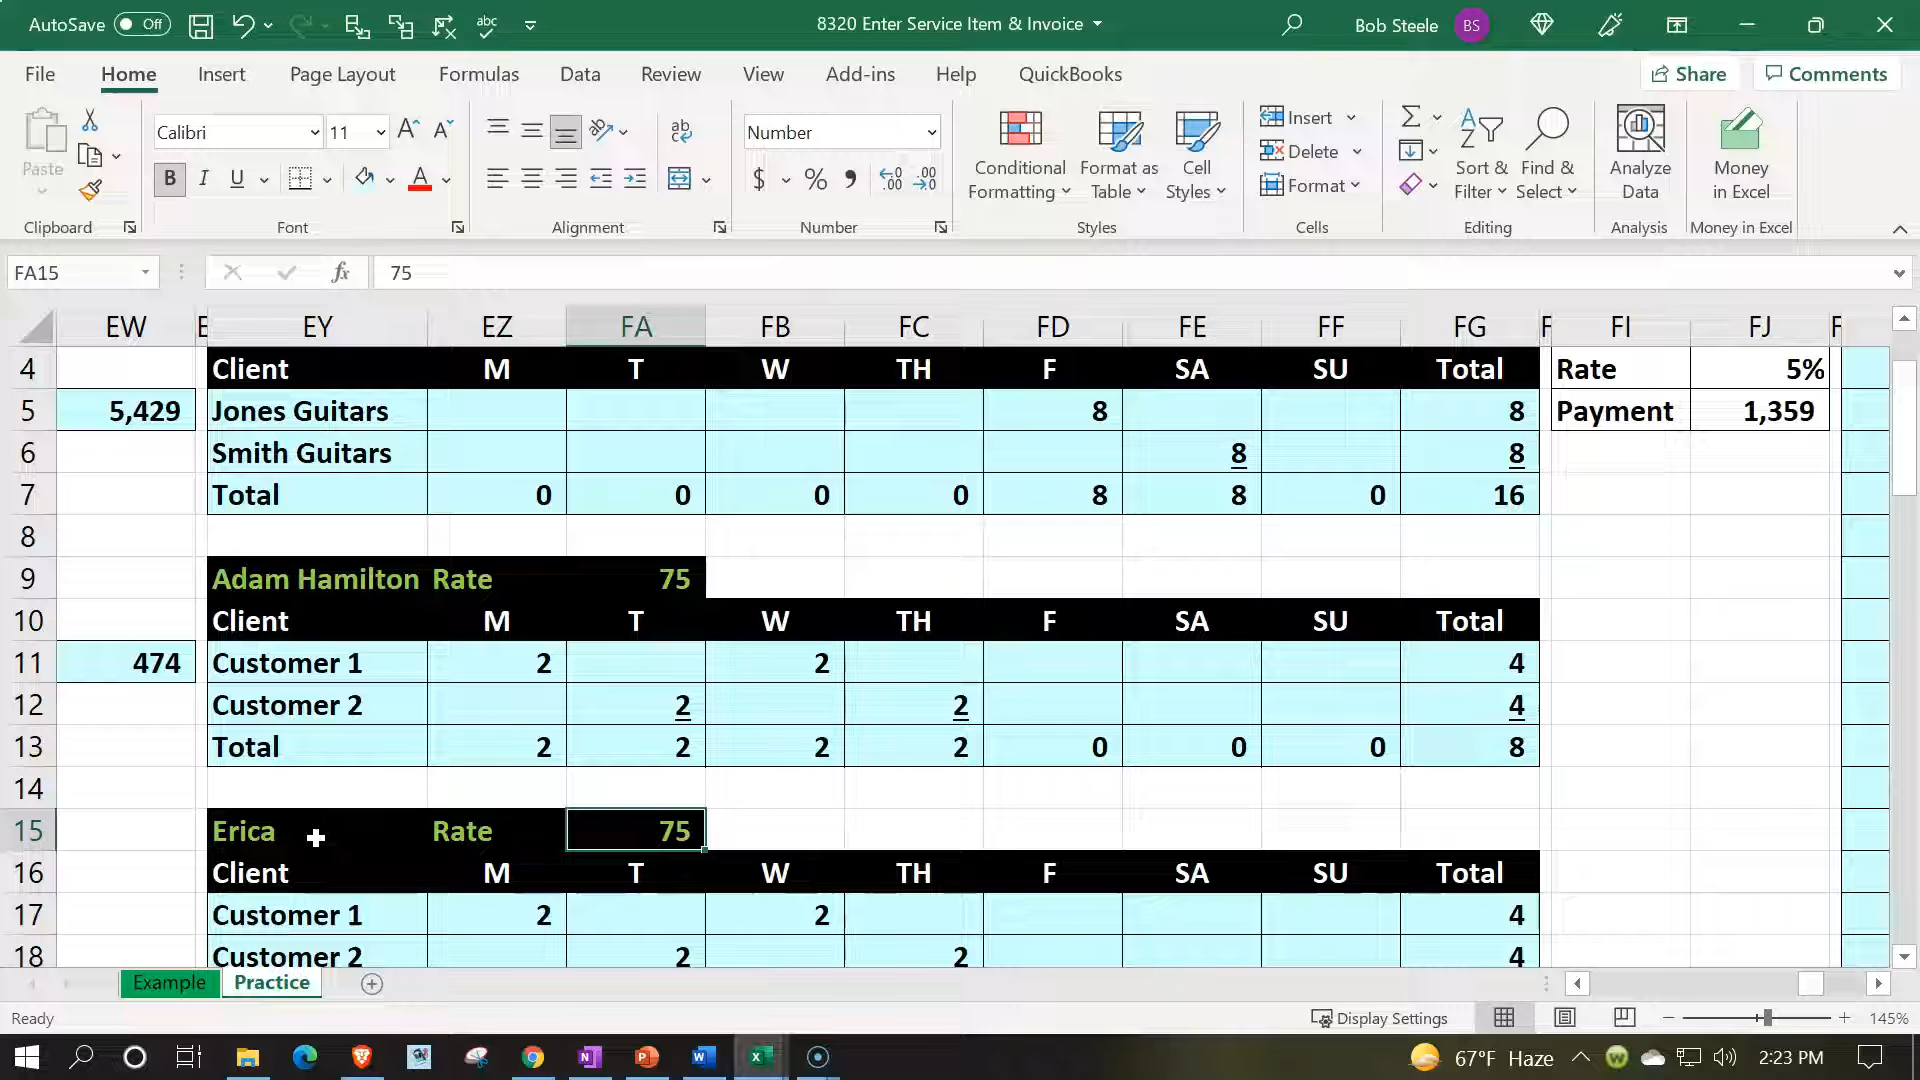 AutoSave Off abc 8320 Enter Service Item & Invoice Bob Steele BS
File Home Insert Page Layout Formulas Data Review View Add-ins Help QuickBooks Share Comments
Paste Calibri 11 A A ab Number Insert Σ A Z
B I U A $ % Delete
Conditional Formatting Format as Table Cell Styles Format Sort & Filter Find & Select Analyze Data Money in Excel
Clipboard Font Alignment Number Styles Cells Editing Analysis Money in Excel
FA15 fx 75
EW E EY EZ FA FB FC FD FE FF FG F FI FJ F
4 Client M T W TH F SA SU Total Rate 5%
5 5,429 Jones Guitars 8 8 Payment 1,359
6 Smith Guitars 8 8
7 Total 0 0 0 0 8 8 0 16
8
9 Adam Hamilton Rate 75
10 Client M T W TH F SA SU Total
11 474 Customer 1 2 2 4
12 Customer 2 2 2 4
13 Total 2 2 2 2 0 0 0 8
14
15 Erica Rate 75
16 Client M T W TH F SA SU Total
17 Customer 1 2 2 4
18 Customer 2 2 2 4
Example Practice
Ready Display Settings 145%
67°F Haze 2:23 PM